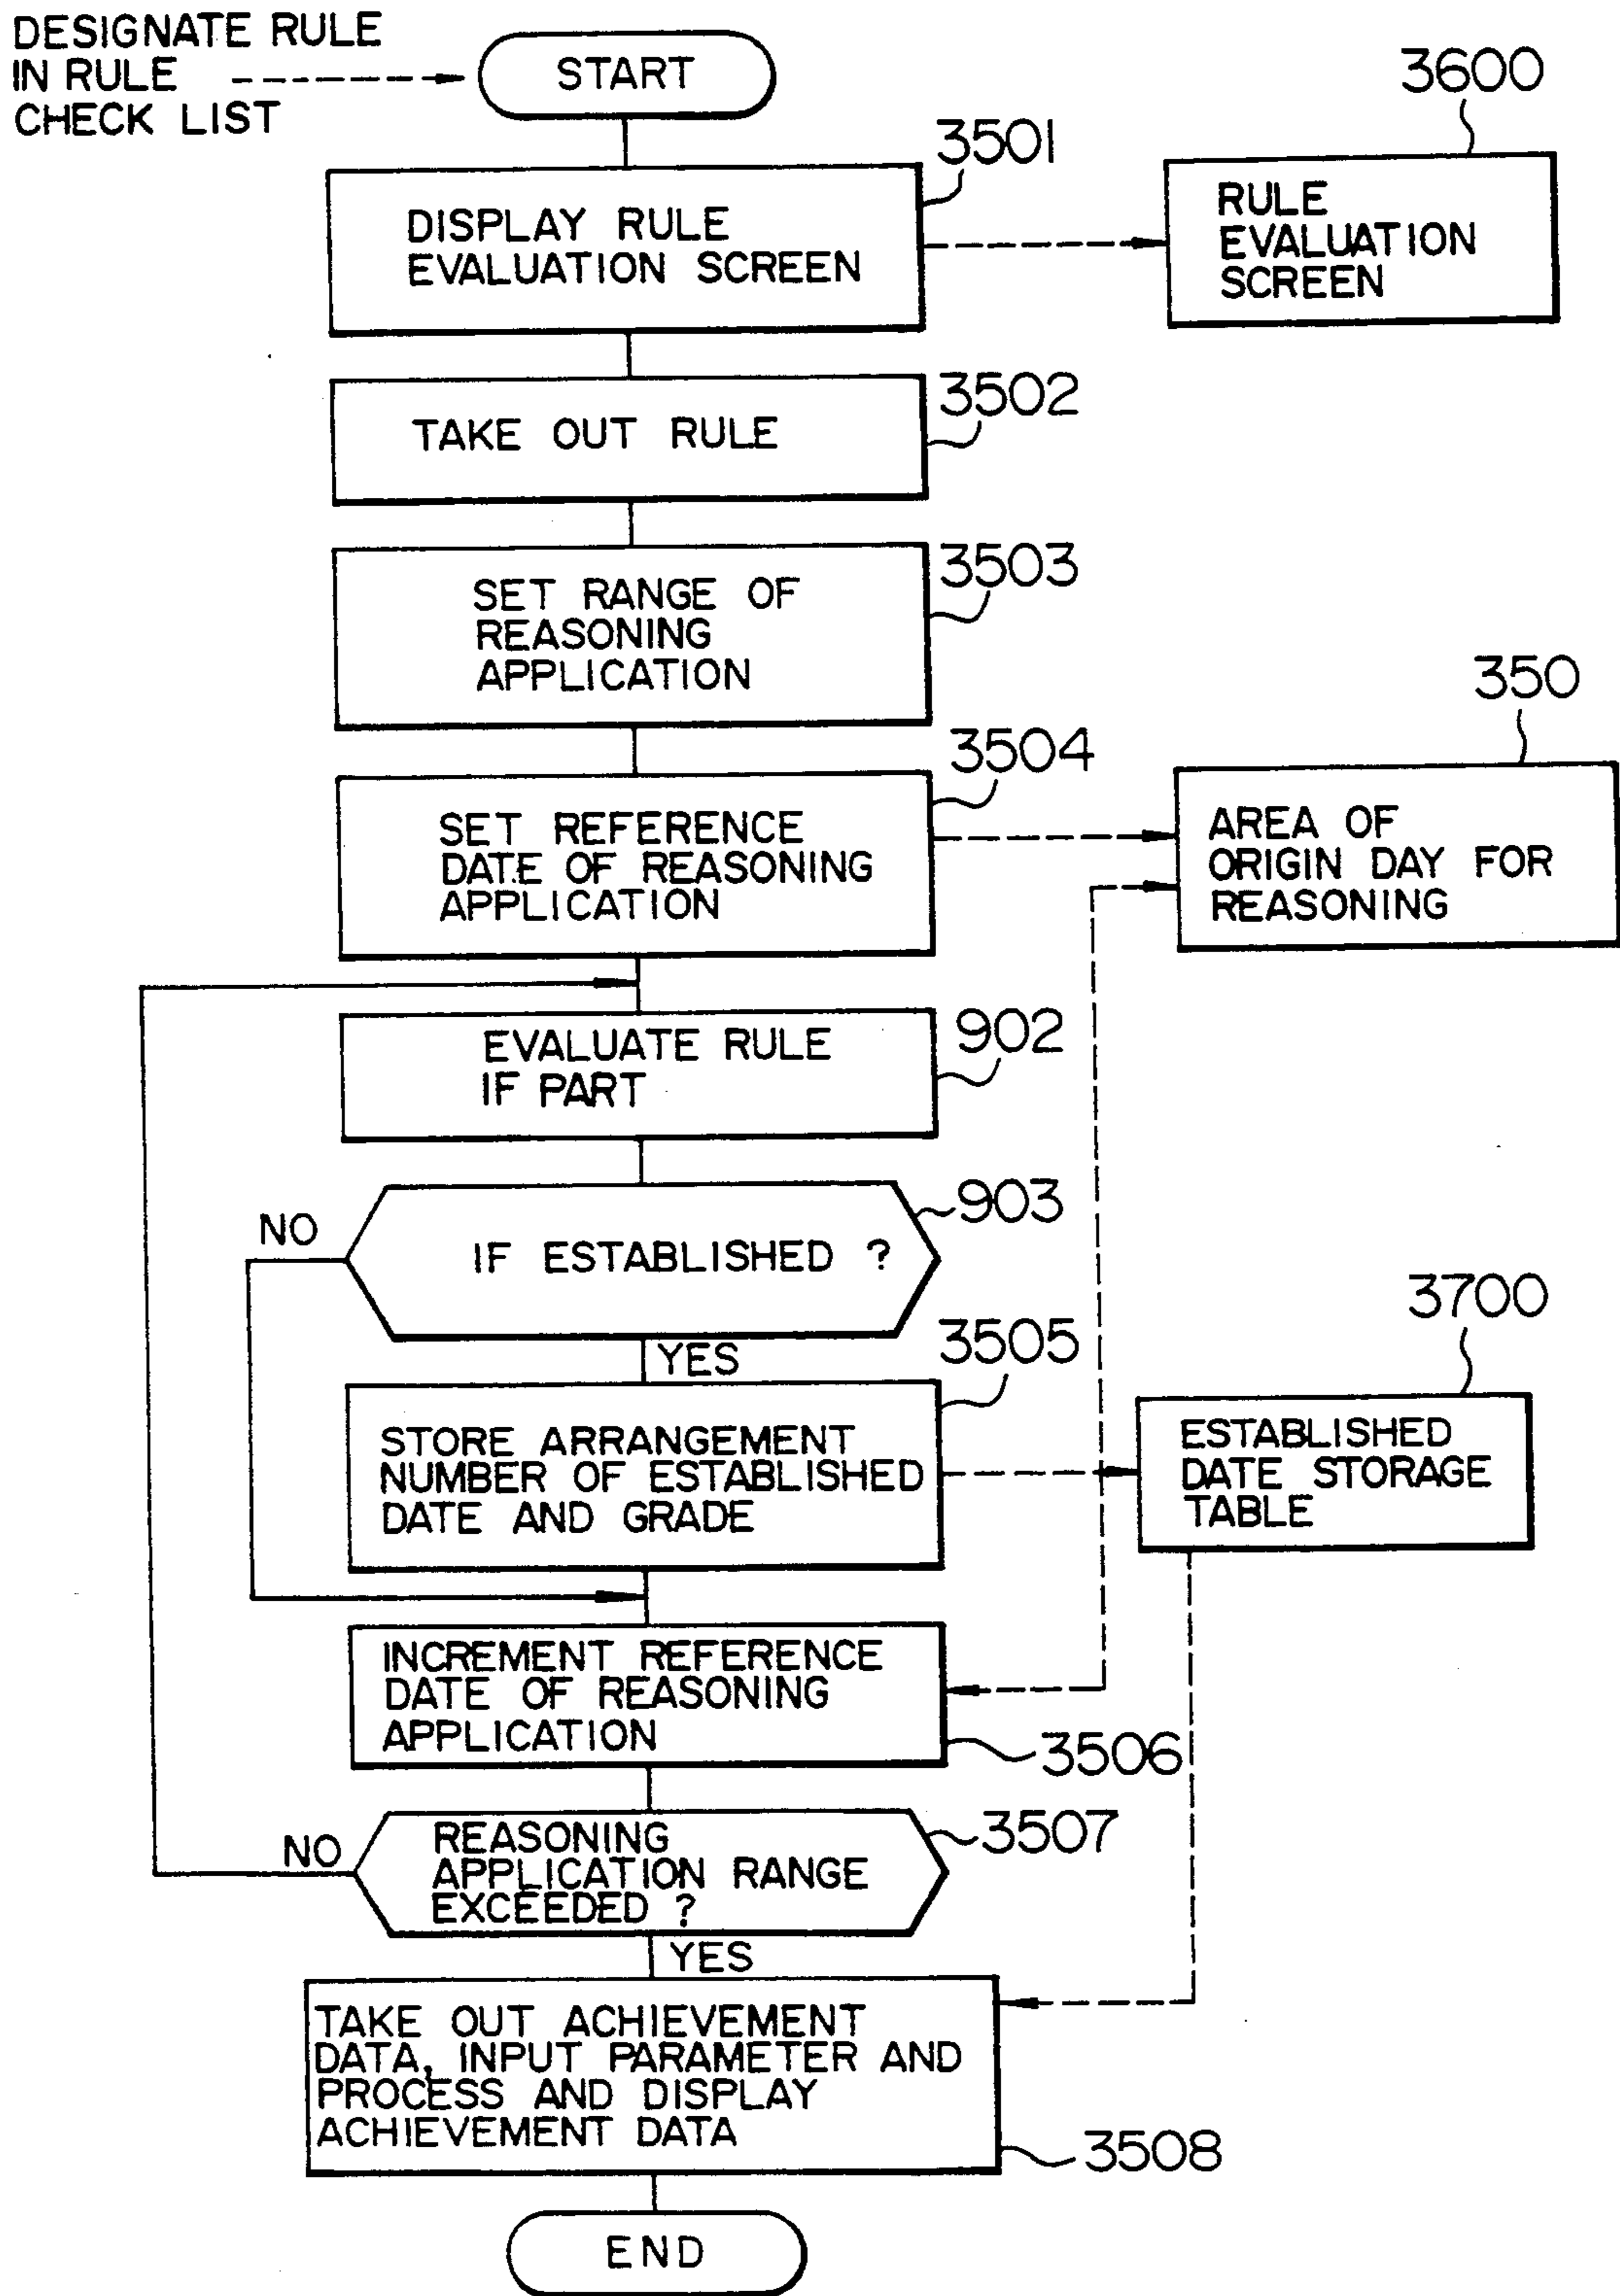 DESIGNATE RULE
IN RULE
CHECK LIST
START
3600
3501
DISPLAY RULE
EVALUATION SCREEN
RULE
EVALUATION
SCREEN
3502
TAKE OUT RULE
3503
SET RANGE OF
REASONING
APPLICATION
350
3504
SET REFERENCE
DATE OF REASONING
APPLICATION
AREA OF
ORIGIN DAY FOR
REASONING
902
EVALUATE RULE
IF PART
903
NO
IF ESTABLISHED ?
3700
3505
YES
STORE ARRANGEMENT
NUMBER OF ESTABLISHED
DATE AND GRADE
ESTABLISHED
DATE STORAGE
TABLE
INCREMENT REFERENCE
DATE OF REASONING
APPLICATION
3506
3507
NO
REASONING
APPLICATION RANGE
EXCEEDED ?
YES
TAKE OUT ACHIEVEMENT
DATA, INPUT PARAMETER AND
PROCESS AND DISPLAY
ACHIEVEMENT DATA
3508
END